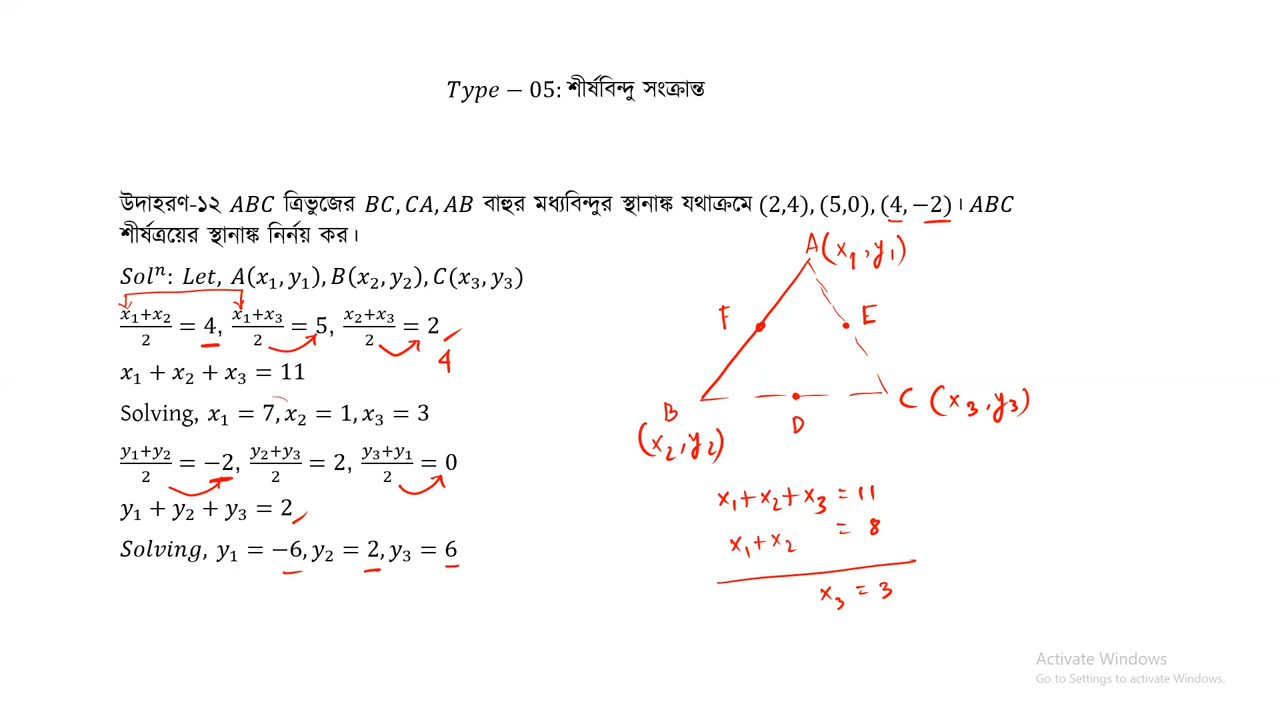 Type − 05: শীর্ষবিন্দু সংক্রান্ত
উদাহরণ-১২ ABC ত্রিভুজের BC, CA, AB বাহুর মধ্যবিন্দুর স্থানাঙ্ক যথাক্রমে (2,4), (5,0), (4, −2)। ABC
শীর্ষত্রয়ের স্থানাঙ্ক নির্নয় কর।
Solⁿ: Let, A(x₁, y₁), B(x₂, y₂), C(x₃, y₃)
(x₁+x₂)/2 = 4, (x₁+x₃)/2 = 5, (x₂+x₃)/2 = 2
4
x₁ + x₂ + x₃ = 11
Solving, x₁ = 7, x₂ = 1, x₃ = 3
(y₁+y₂)/2 = −2, (y₂+y₃)/2 = 2, (y₃+y₁)/2 = 0
y₁ + y₂ + y₃ = 2
Solving, y₁ = −6, y₂ = 2, y₃ = 6
A(x₁, y₁)
F
E
B
(x₂, y₂)
D
C (x₃, y₃)
x₁+x₂+x₃ = 11
x₁+x₂ = 8
x₃ = 3
Activate Windows
Go to Settings to activate Windows.